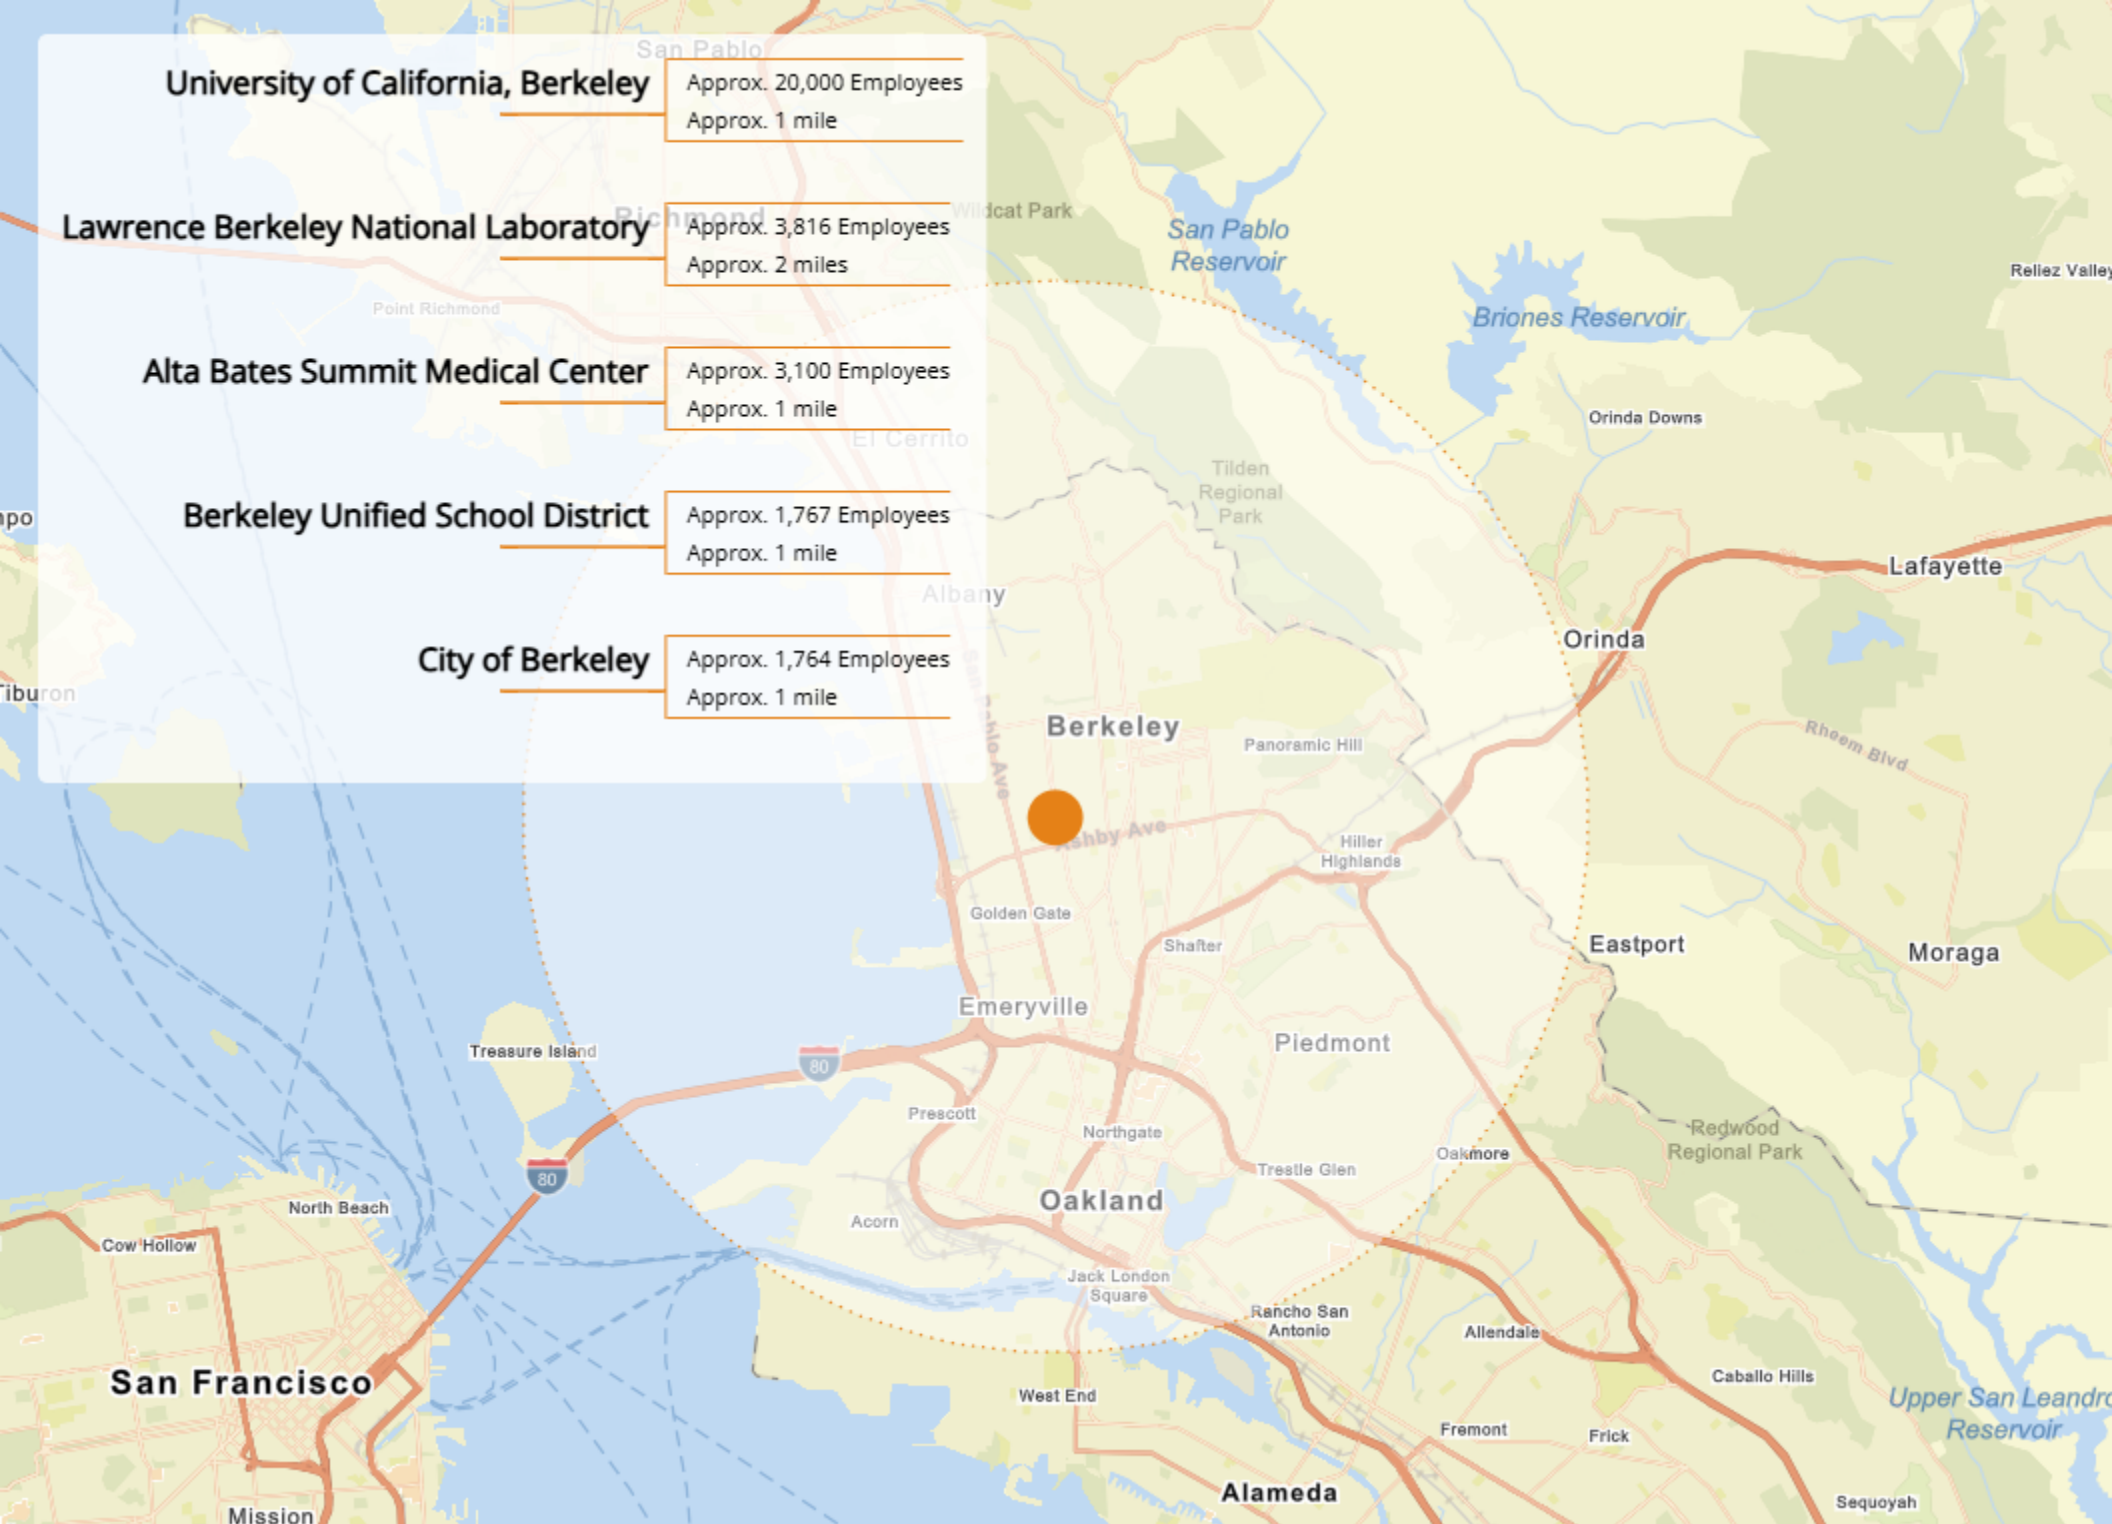 San Pablo
University of California, Berkeley
Approx. 20,000 Employees
Approx. 1 mile
Richmond
Wildcat Park
Lawrence Berkeley National Laboratory
Approx. 3,816 Employees
Approx. 2 miles
San Pablo
Reservoir
Reliez Valley
Point Richmond
Briones Reservoir
Alta Bates Summit Medical Center
Approx. 3,100 Employees
Approx. 1 mile
El Cerrito
Orinda Downs
Tilden
Regional
Park
Berkeley Unified School District
Approx. 1,767 Employees
Approx. 1 mile
Lafayette
Albany
Orinda
City of Berkeley
Approx. 1,764 Employees
Approx. 1 mile
Tiburon
San Pablo Ave
Berkeley
Panoramic Hill
Rheem Blvd
Ashby Ave
Hiller
Highlands
Golden Gate
Shafter
Eastport
Moraga
Emeryville
Piedmont
Treasure Island
80
Prescott
Northgate
Redwood
Regional Park
Oakmore
Trestle Glen
80
North Beach
Oakland
Acorn
Cow Hollow
Jack London
Square
Rancho San
Antonio
Allendale
San Francisco
Caballo Hills
West End
Upper San Leandro
Reservoir
Fremont
Frick
Alameda
Sequoyah
Mission